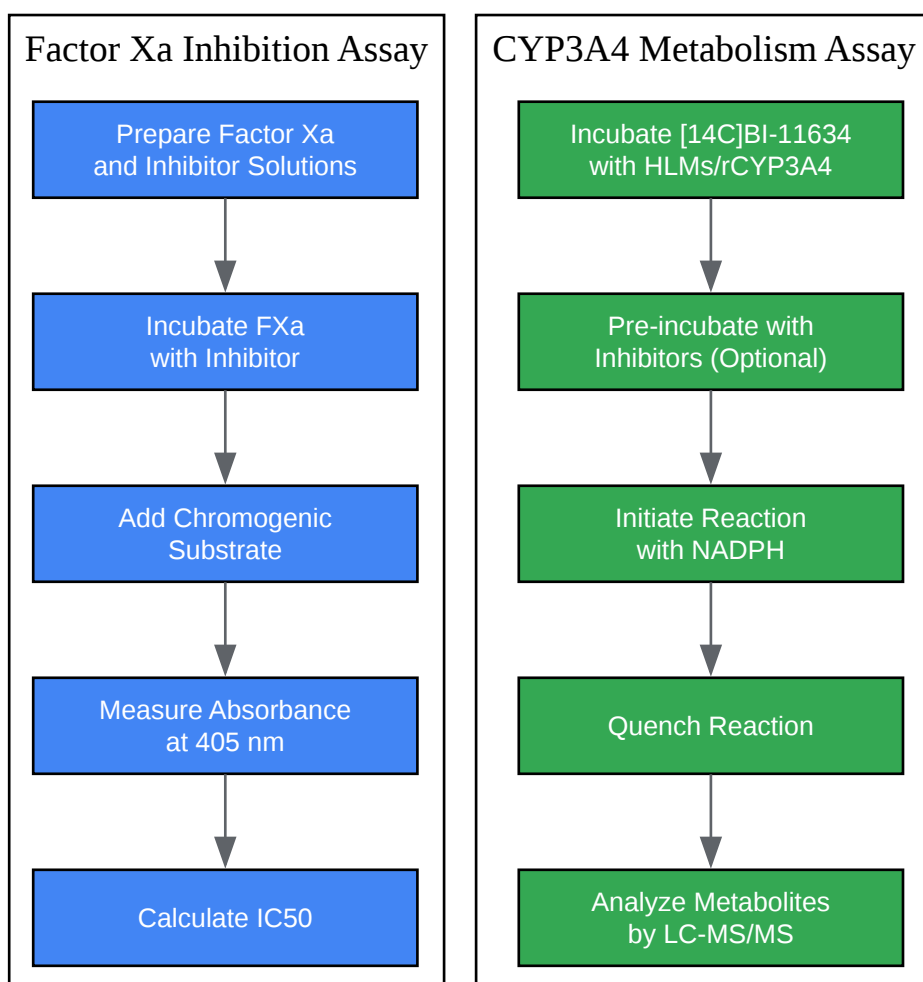 Factor Xa Inhibition Assay
Prepare Factor Xa
and Inhibitor Solutions
Incubate FXa
with Inhibitor
Add Chromogenic
Substrate
Measure Absorbance
at 405 nm
Calculate IC50
CYP3A4 Metabolism Assay
Incubate [14C]BI-11634
with HLMs/rCYP3A4
Pre-incubate with
Inhibitors (Optional)
Initiate Reaction
with NADPH
Quench Reaction
Analyze Metabolites
by LC-MS/MS